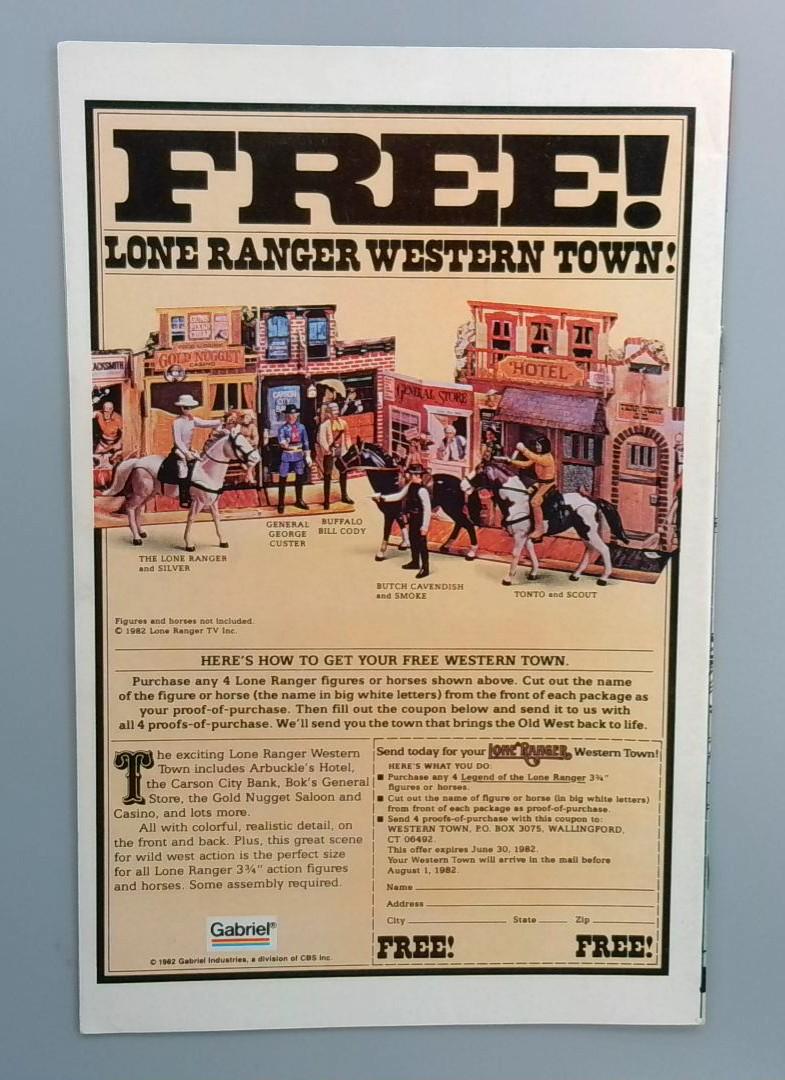 FREE!
LONE RANGER WESTERN TOWN!
GOLD NUGGET
CASINO
GENERAL STORE
HOTEL
CARSON
CITY
THE LONE RANGER
and SILVER
GENERAL
GEORGE
CUSTER
BUFFALO
BILL CODY
BUTCH CAVENDISH
and SMOKE
TONTO and SCOUT
Figures and horses not included.
© 1982 Lone Ranger TV Inc.
HERE'S HOW TO GET YOUR FREE WESTERN TOWN.
Purchase any 4 Lone Ranger figures or horses shown above. Cut out the name
of the figure or horse (the name in big white letters) from the front of each package as
your proof-of-purchase. Then fill out the coupon below and send it to us with
all 4 proofs-of-purchase. We'll send you the town that brings the Old West back to life.
The exciting Lone Ranger Western
Town includes Arbuckle's Hotel,
the Carson City Bank, Bok's General
Store, the Gold Nugget Saloon and
Casino, and lots more.
All with colorful, realistic detail, on
the front and back. Plus, this great scene
for wild west action is the perfect size
for all Lone Ranger 3¾" action figures
and horses. Some assembly required.
Gabriel®
© 1982 Gabriel Industries, a division of CBS Inc.
Send today for your LONE RANGER Western Town!
HERE'S WHAT YOU DO:
■ Purchase any 4 Legend of the Lone Ranger 3¾"
figures or horses.
■ Cut out the name of figure or horse (in big white letters)
from front of each package as proof-of-purchase.
■ Send 4 proofs-of-purchase with this coupon to:
WESTERN TOWN, P.O. BOX 3075, WALLINGFORD,
CT 06492.
This offer expires June 30, 1982.
Your Western Town will arrive in the mail before
August 1, 1982.
Name
Address
City State Zip
FREE! FREE!